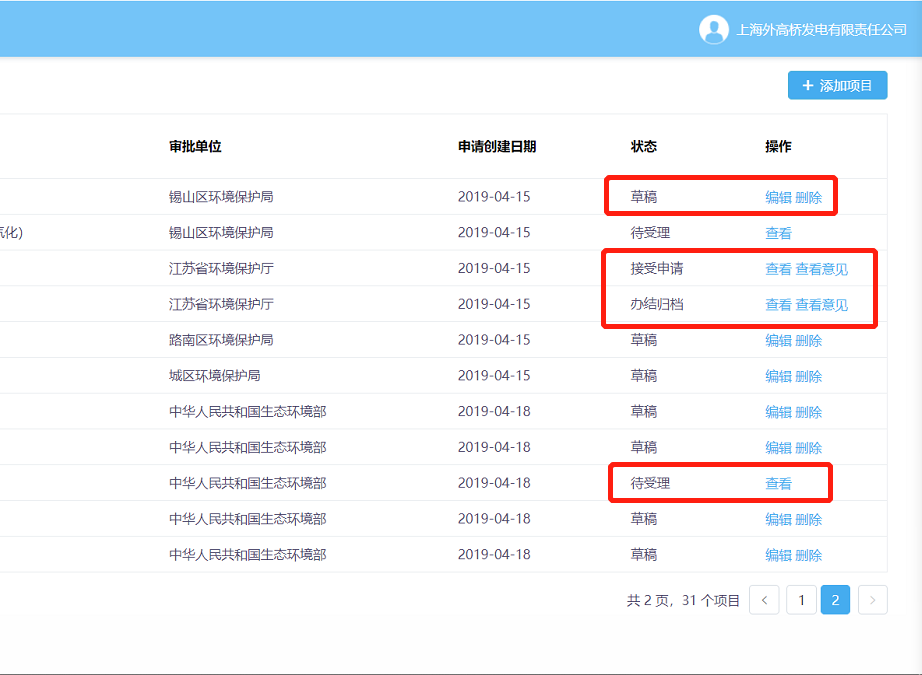 上海外高桥发电有限责任公司
+ 添加项目
审批单位 申请创建日期 状态 操作
锡山区环境保护局 2019-04-15 草稿 编辑 删除
化) 锡山区环境保护局 2019-04-15 待受理 查看
江苏省环境保护厅 2019-04-15 接受申请 查看 查看意见
江苏省环境保护厅 2019-04-15 办结归档 查看 查看意见
路南区环境保护局 2019-04-15 草稿 编辑 删除
城区环境保护局 2019-04-15 草稿 编辑 删除
中华人民共和国生态环境部 2019-04-18 草稿 编辑 删除
中华人民共和国生态环境部 2019-04-18 草稿 编辑 删除
中华人民共和国生态环境部 2019-04-18 待受理 查看
中华人民共和国生态环境部 2019-04-18 草稿 编辑 删除
中华人民共和国生态环境部 2019-04-18 草稿 编辑 删除
共 2 页，31 个项目 < 1 2 >